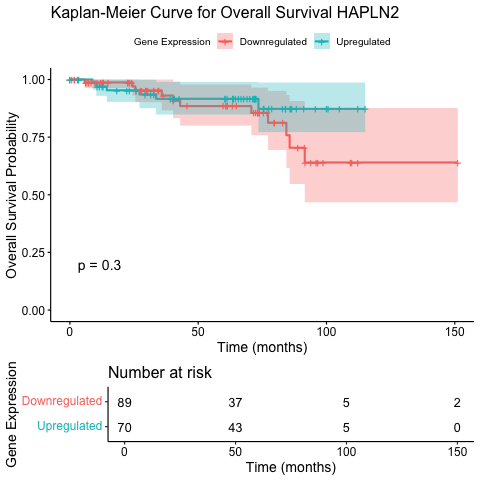 Kaplan-Meier Curve for Overall Survival HAPLN2
Gene Expression Downregulated Upregulated
Overall Survival Probability
1.00
0.75
0.50
0.25
0.00
p = 0.3
0 50 100 150
Time (months)
Number at risk
Gene Expression
Downregulated 89 37 5 2
Upregulated 70 43 5 0
0 50 100 150
Time (months)